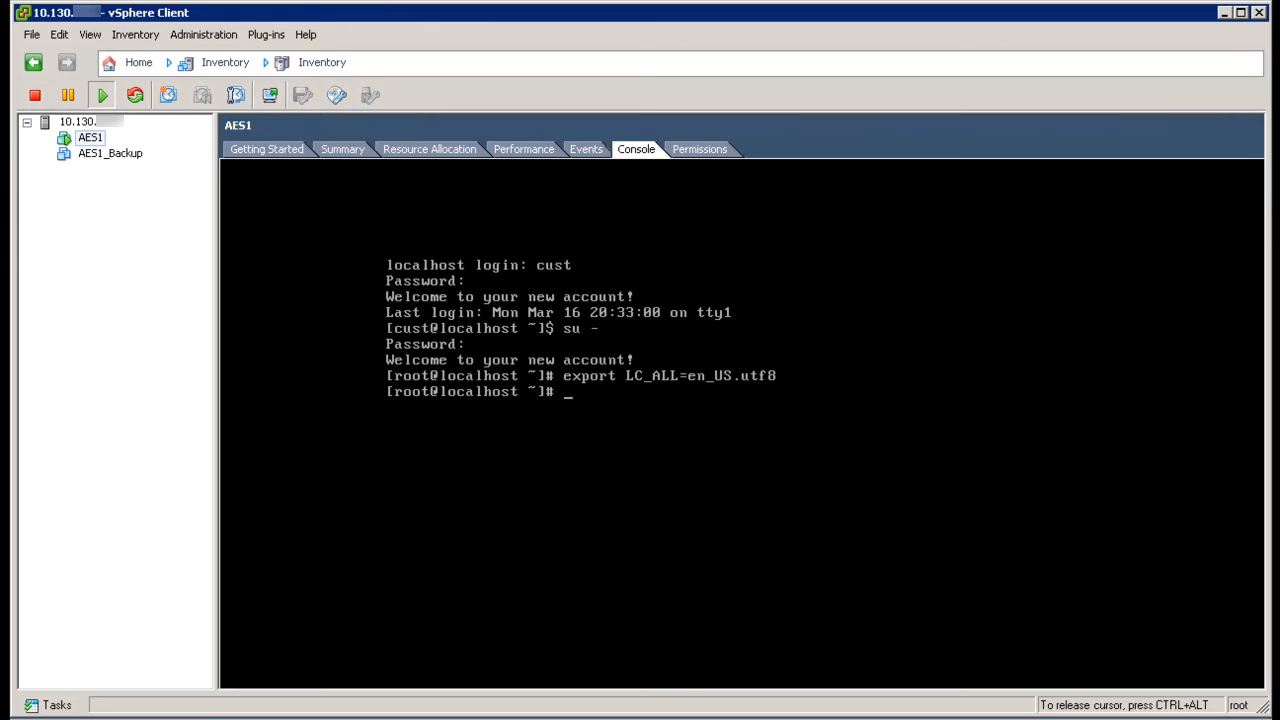 10.130. - vSphere Client
File Edit View Inventory Administration Plug-ins Help
Home Inventory Inventory
10.130.
AES1
AES1_Backup
AES1
Getting Started Summary Resource Allocation Performance Events Console Permissions
localhost login: cust
Password:
Welcome to your new account!
Last login: Mon Mar 16 20:33:00 on tty1
[cust@localhost ~]$ su -
Password:
Welcome to your new account!
[root@localhost ~]# export LC_ALL=en_US.utf8
[root@localhost ~]# _
Tasks To release cursor, press CTRL+ALT root